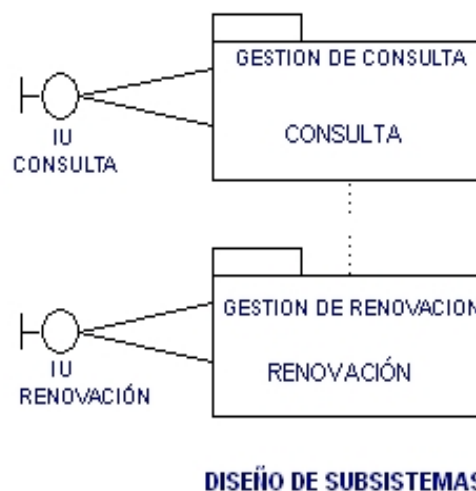 GESTION DE CONSULTA
CONSULTA
IU
CONSULTA
GESTION DE RENOVACION
RENOVACIÓN
IU
RENOVACIÓN
DISEÑO DE SUBSISTEMAS